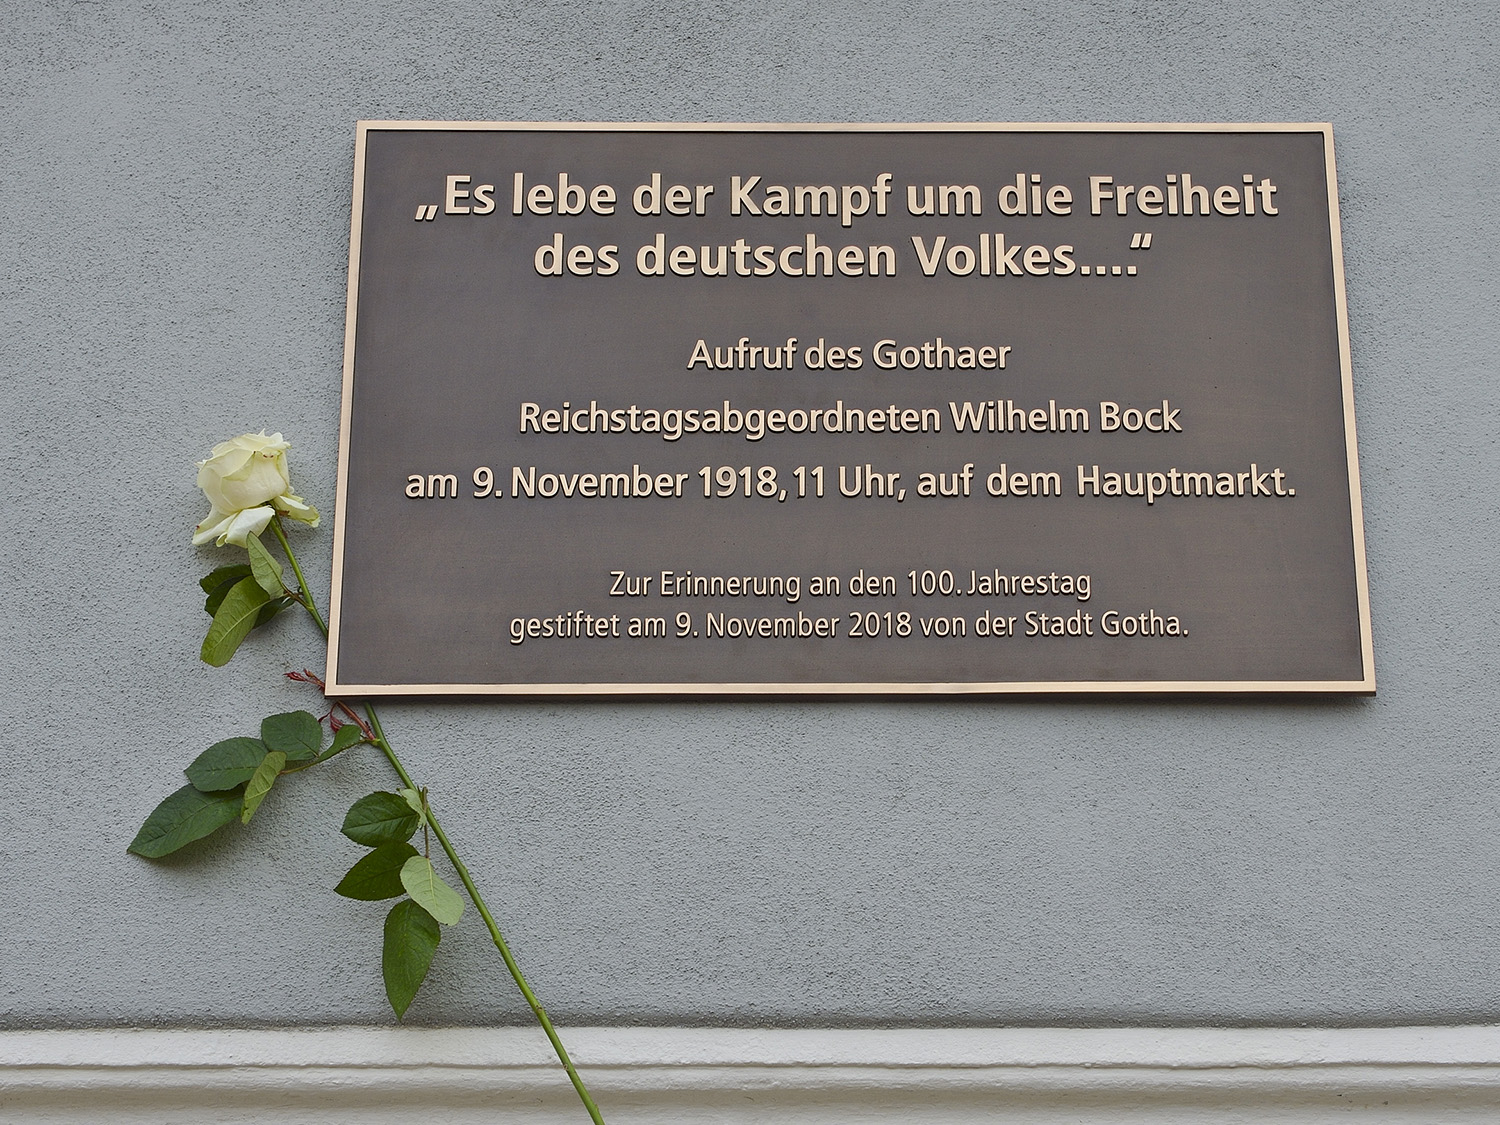 „Es lebe der Kampf um die Freiheit
des deutschen Volkes....“
Aufruf des Gothaer
Reichstagsabgeordneten Wilhelm Bock
am 9. November 1918, 11 Uhr, auf dem Hauptmarkt.
Zur Erinnerung an den 100. Jahrestag
gestiftet am 9. November 2018 von der Stadt Gotha.